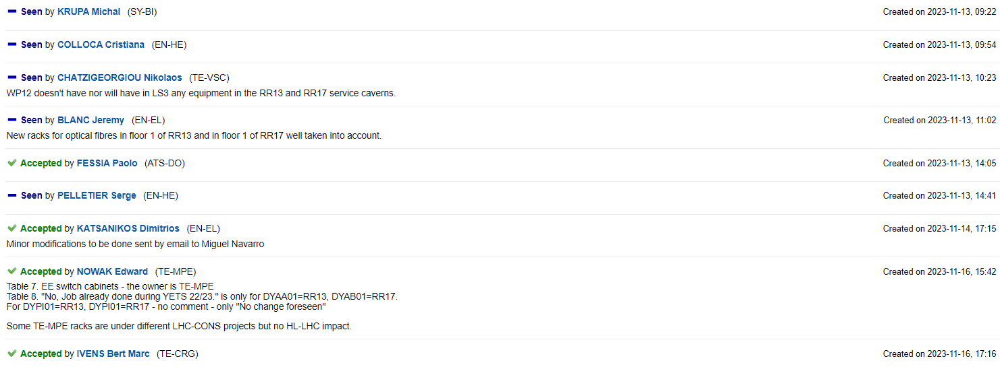 Seen by KRUPA Michal (SY-BI) Created on 2023-11-13, 09:22
Seen by COLLOCA Cristiana (EN-HE) Created on 2023-11-13, 09:54
Seen by CHATZIGEORGIOU Nikolaos (TE-VSC) Created on 2023-11-13, 10:23
WP12 doesn't have nor will have in LS3 any equipment in the RR13 and RR17 service caverns.
Seen by BLANC Jeremy (EN-EL) Created on 2023-11-13, 11:02
New racks for optical fibres in floor 1 of RR13 and in floor 1 of RR17 well taken into account.
Accepted by FESSIA Paolo (ATS-DO) Created on 2023-11-13, 14:05
Seen by PELLETIER Serge (EN-HE) Created on 2023-11-13, 14:41
Accepted by KATSANIKOS Dimitrios (EN-EL) Created on 2023-11-14, 17:15
Minor modifications to be done sent by email to Miguel Navarro
Accepted by NOWAK Edward (TE-MPE) Created on 2023-11-16, 15:42
Table 7. EE switch cabinets - the owner is TE-MPE
Table 8. "No, Job already done during YETS 22/23." is only for DYAA01=RR13, DYAB01=RR17.
For DYPI01=RR13, DYPI01=RR17 - no comment - only "No change foreseen"
Some TE-MPE racks are under different LHC-CONS projects but no HL-LHC impact.
Accepted by IVENS Bert Marc (TE-CRG) Created on 2023-11-16, 17:16